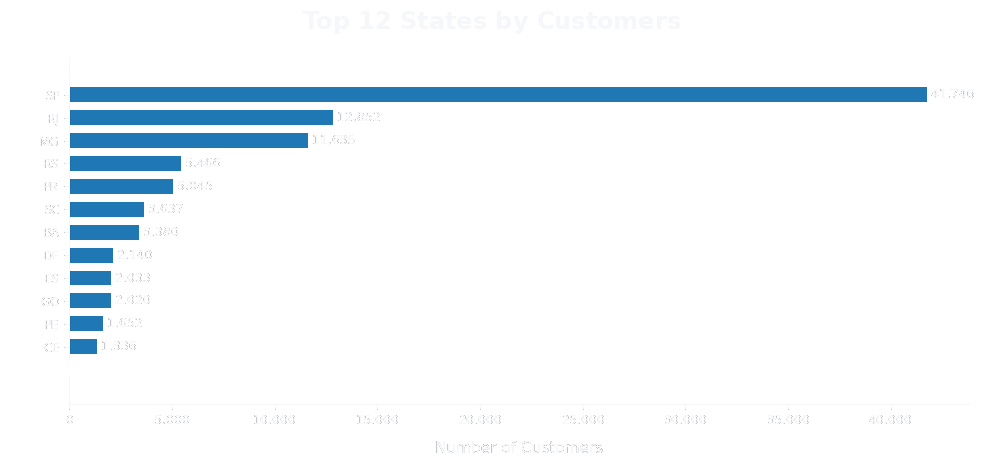 Top 12 States by Customers
SP 41.746
RJ 12.852
MG 11.635
RS 5.466
PR 5.045
SC 3.637
BA 3.380
DF 2.140
ES 2.033
GO 2.020
PE 1.652
CE 1.336
0 5.000 10.000 15.000 20.000 25.000 30.000 35.000 40.000
Number of Customers